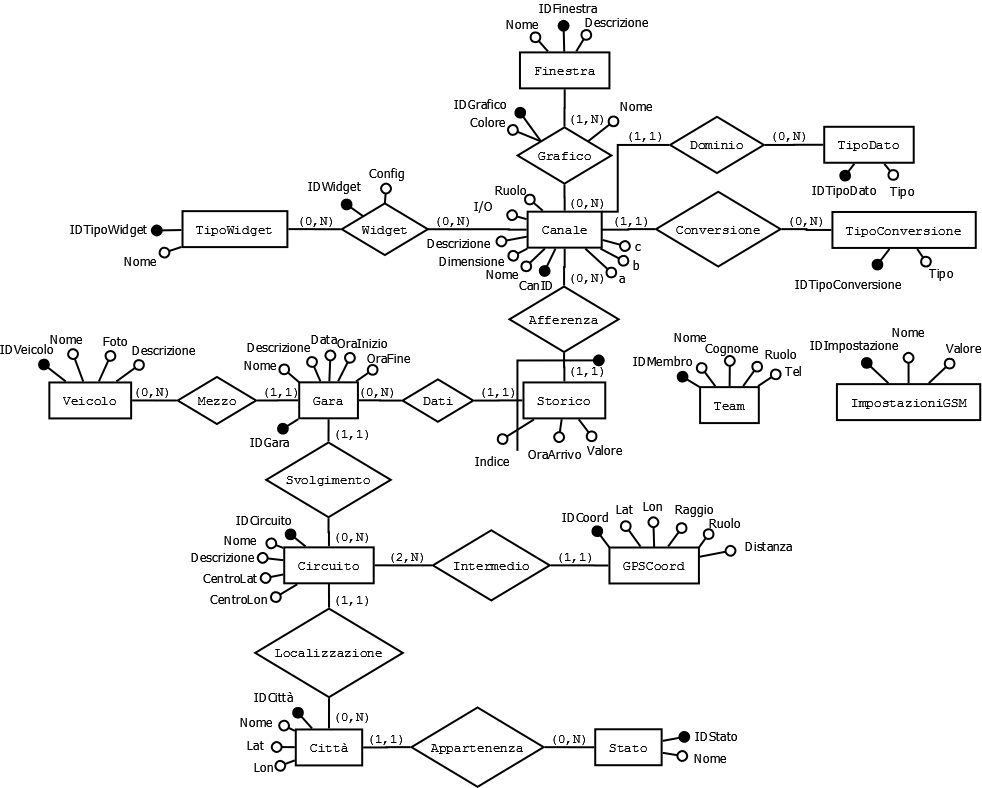 IDFinestra
Nome
Descrizione
Finestra
IDGrafico
Colore
(1,N)
Nome
Grafico
(1,1)
Dominio
(0,N)
TipoDato
IDTipoDato
Tipo
Config
IDWidget
Ruolo
I/O
(0,N)
IDTipoWidget
TipoWidget
Nome
(0,N)
Widget
(0,N)
Canale
(1,1)
Conversione
(0,N)
TipoConversione
Tipo
IDTipoConversione
Descrizione
Dimensione
Nome
CanID
c
b
a
(0,N)
Afferenza
(1,1)
IDVeicolo
Nome
Foto
Descrizione
Veicolo
(0,N)
Mezzo
(1,1)
Descrizione
Nome
Data
OraInizio
OraFine
Gara
IDGara
(0,N)
Dati
(1,1)
Storico
Indice
OraArrivo
Valore
IDMembro
Nome
Cognome
Ruolo
Tel
Team
IDImpostazione
Nome
Valore
ImpostazioniGSM
(1,1)
Svolgimento
(0,N)
IDCircuito
Nome
Descrizione
CentroLat
CentroLon
Circuito
(2,N)
Intermedio
(1,1)
IDCoord
Lat
Lon
Raggio
Ruolo
Distanza
GPSCoord
(1,1)
Localizzazione
(0,N)
IDCittà
Nome
Lat
Lon
Città
(1,1)
Appartenenza
(0,N)
Stato
IDStato
Nome